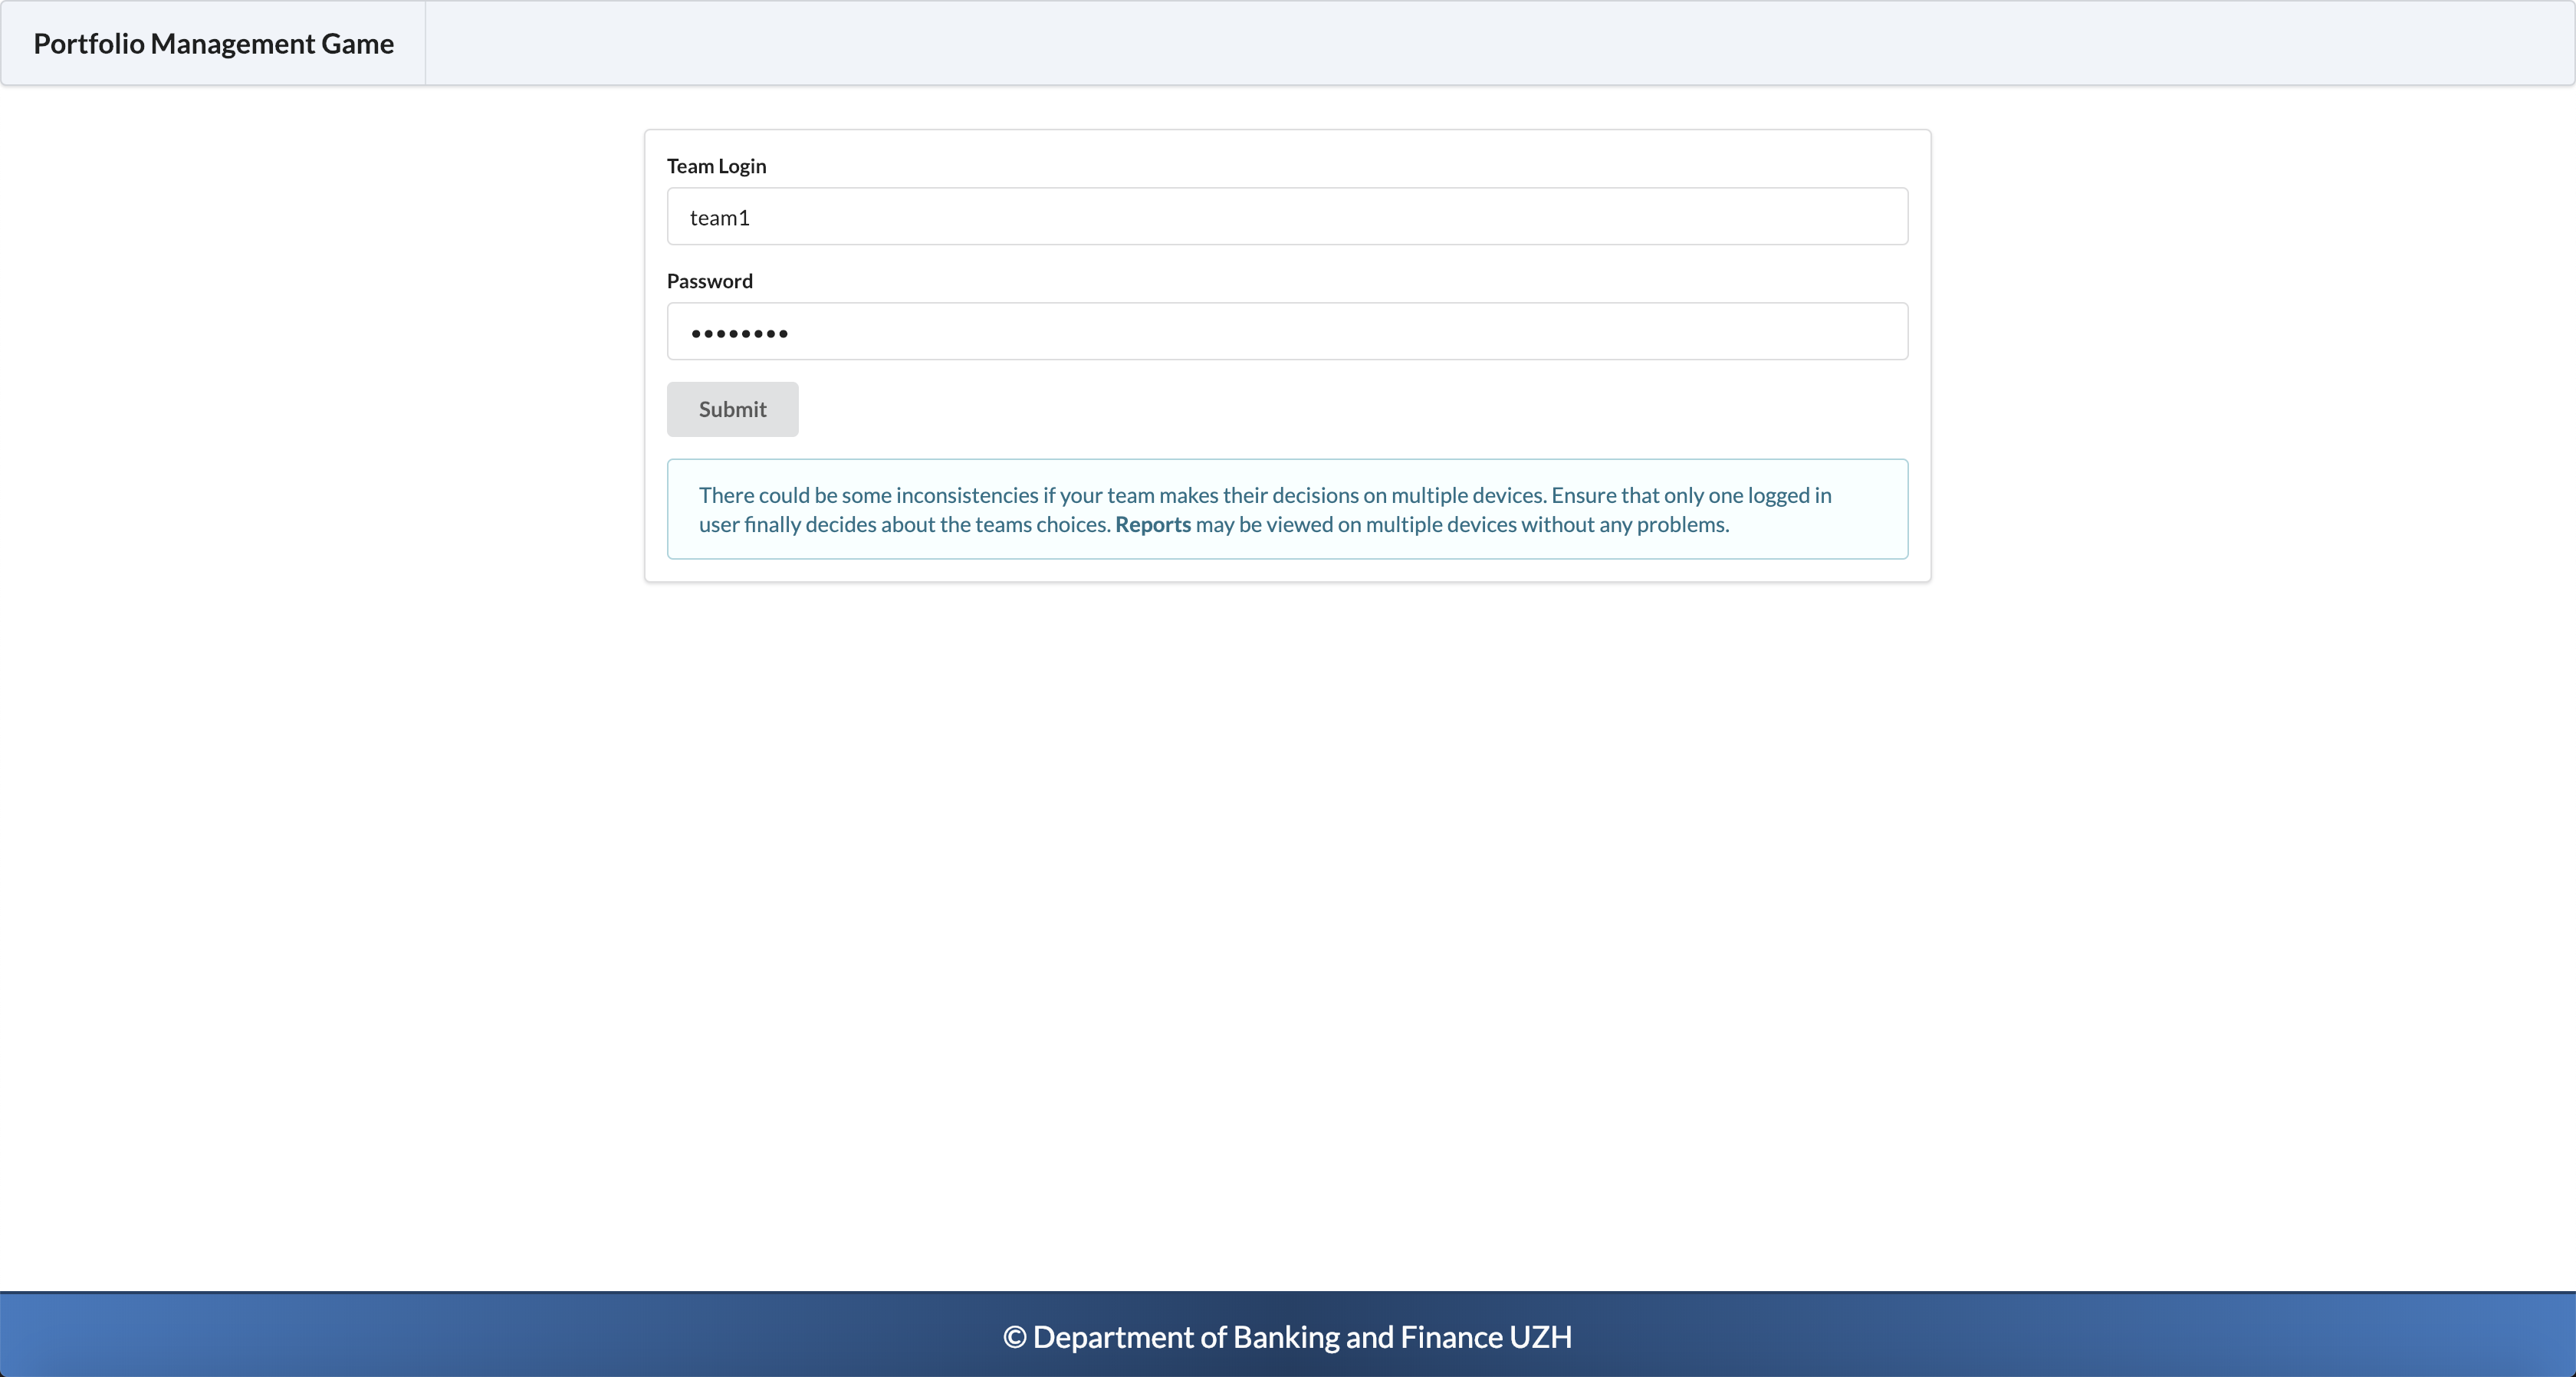 Portfolio Management Game
Team Login
team1
Password
••••••••
Submit
There could be some inconsistencies if your team makes their decisions on multiple devices. Ensure that only one logged in
user finally decides about the teams choices. Reports may be viewed on multiple devices without any problems.
© Department of Banking and Finance UZH